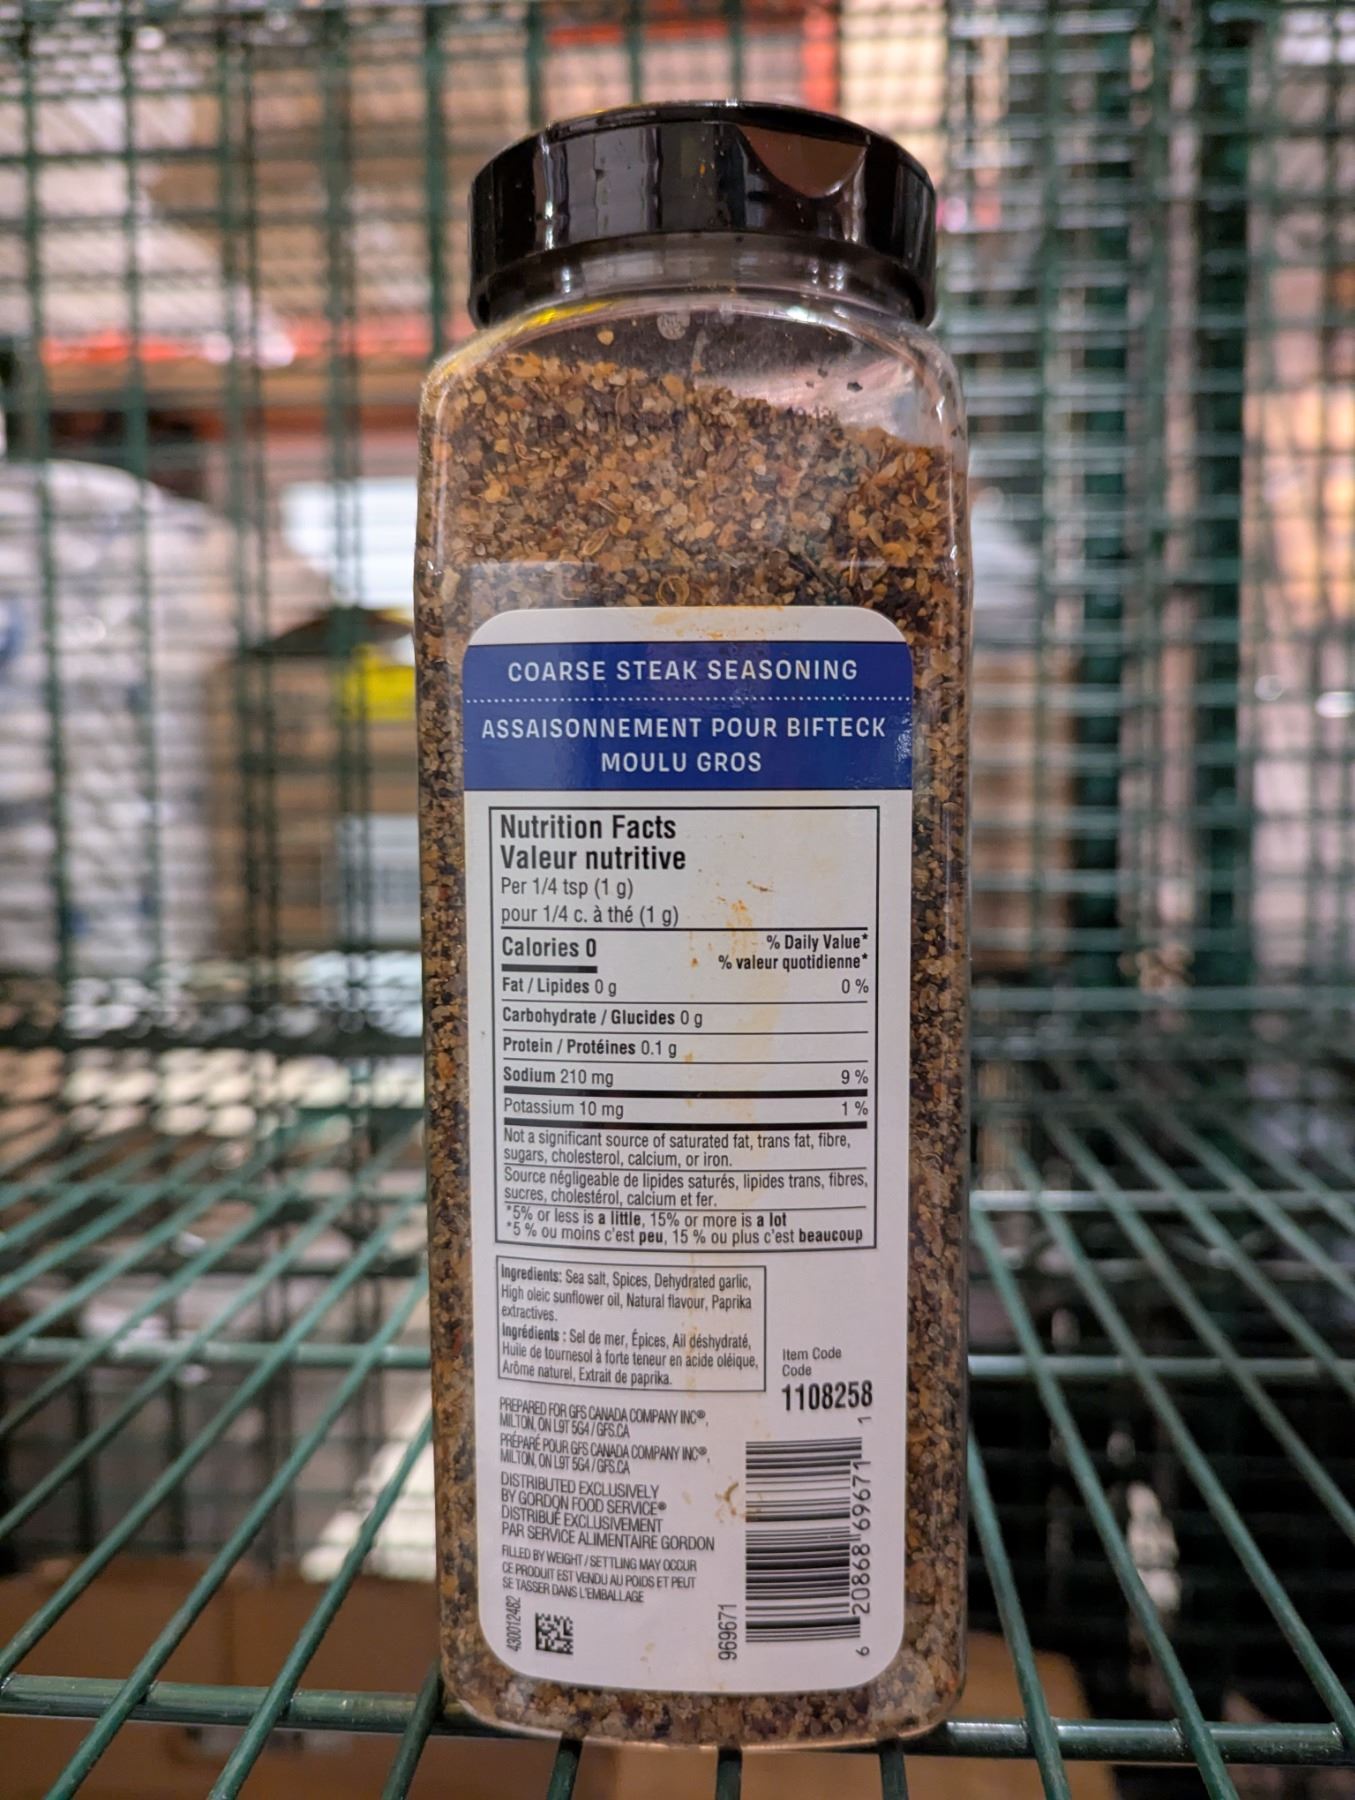 COARSE STEAK SEASONING
ASSAISONNEMENT POUR BIFTECK
MOULU GROS
Nutrition Facts
Valeur nutritive
Per 1/4 tsp (1 g)
pour 1/4 c. à thé (1 g)
Calories 0
% Daily Value*
% valeur quotidienne*
Fat / Lipides 0 g 0 %
Carbohydrate / Glucides 0 g
Protein / Protéines 0.1 g
Sodium 210 mg 9 %
Potassium 10 mg 1 %
Not a significant source of saturated fat, trans fat, fibre,
sugars, cholesterol, calcium, or iron.
Source négligeable de lipides saturés, lipides trans, fibres,
sucres, cholestérol, calcium et fer.
*5% or less is a little, 15% or more is a lot
*5 % ou moins c'est peu, 15 % ou plus c'est beaucoup
Ingredients: Sea salt, Spices, Dehydrated garlic,
High oleic sunflower oil, Natural flavour, Paprika
extractives.
Ingrédients : Sel de mer, Épices, Ail déshydraté,
Huile de tournesol à forte teneur en acide oléique,
Arôme naturel, Extrait de paprika.
Item Code
Code
1108258
PREPARED FOR GFS CANADA COMPANY INC®,
MILTON, ON L9T 5G4 / GFS.CA
PRÉPARÉ POUR GFS CANADA COMPANY INC®,
MILTON, ON L9T 5G4 / GFS.CA
DISTRIBUTED EXCLUSIVELY
BY GORDON FOOD SERVICE®
DISTRIBUÉ EXCLUSIVEMENT
PAR SERVICE ALIMENTAIRE GORDON
FILLED BY WEIGHT / SETTLING MAY OCCUR
CE PRODUIT EST VENDU AU POIDS ET PEUT
SE TASSER DANS L'EMBALLAGE
430012482
969671
6 20868 69671 1